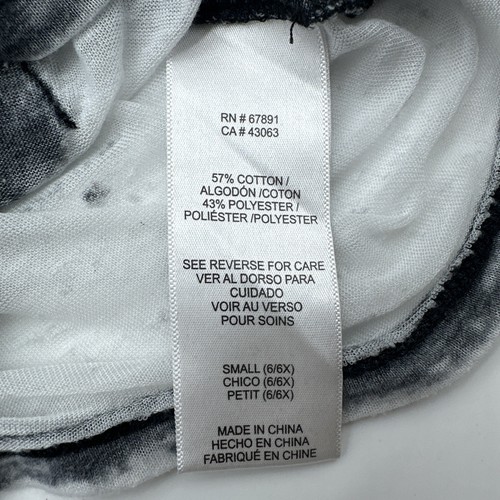 RN # 67891
CA # 43063
57% COTTON /
ALGODÓN /COTON
43% POLYESTER /
POLIÉSTER /POLYESTER
SEE REVERSE FOR CARE
VER AL DORSO PARA
CUIDADO
VOIR AU VERSO
POUR SOINS
SMALL (6/6X)
CHICO (6/6X)
PETIT (6/6X)
MADE IN CHINA
HECHO EN CHINA
FABRIQUÉ EN CHINE